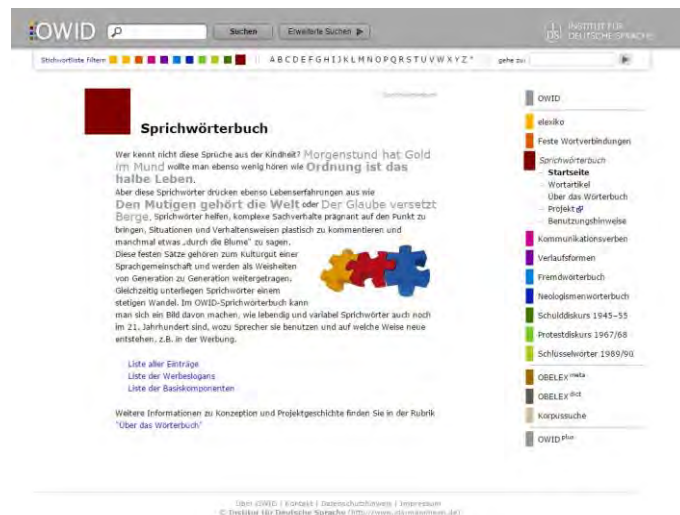 OWID
Suchen
Erweiterte Suchen
INSTITUT FÜR
DEUTSCHE SPRACHE
Stichwortliste Filtern
A B C D E F G H I J K L M N O P Q R S T U V W X Y Z *
gehe zu:
Sprichwörterbuch
Sprichwörterbuch
Wer kennt nicht diese Sprüche aus der Kindheit? Morgenstund hat Gold
im Mund wollte man ebenso wenig hören wie Ordnung ist das
halbe Leben.
Aber diese Sprichwörter drücken ebenso Lebenserfahrungen aus wie
Den Mutigen gehört die Welt oder Der Glaube versetzt
Berge. Sprichwörter helfen, komplexe Sachverhalte prägnant auf den Punkt zu
bringen, Situationen und Verhaltensweisen plastisch zu kommentieren und
manchmal etwas „durch die Blume“ zu sagen.
Diese festen Sätze gehören zum Kulturgut einer
Sprachgemeinschaft und werden als Weisheiten
von Generation zu Generation weitergetragen.
Gleichzeitig unterliegen Sprichwörter einem
stetigen Wandel. Im OWID-Sprichwörterbuch kann
man sich ein Bild davon machen, wie lebendig und variabel Sprichwörter auch noch
im 21. Jahrhundert sind, wozu Sprecher sie benutzen und auf welche Weise neue
entstehen, z.B. in der Werbung.
Liste aller Einträge
Liste der Werbeslogans
Liste der Basiskomponenten
Weitere Informationen zu Konzeption und Projektgeschichte finden Sie in der Rubrik
"Über das Wörterbuch"
OWID
elexiko
Feste Wortverbindungen
Sprichwörterbuch
Startseite
Wortartikel
Über das Wörterbuch
Projekt
Benutzungshinweise
Kommunikationsverben
Verlaufsformen
Fremdwörterbuch
Neologismenwörterbuch
Schulddiskurs 1945–55
Protestdiskurs 1967/68
Schlüsselwörter 1989/90
OBELEX meta
OBELEX dict
Korpussuche
OWID plus
Über OWID | Kontakt | Datenschutzhinweis | Impressum
© Institut für Deutsche Sprache (http://www.ids-mannheim.de)